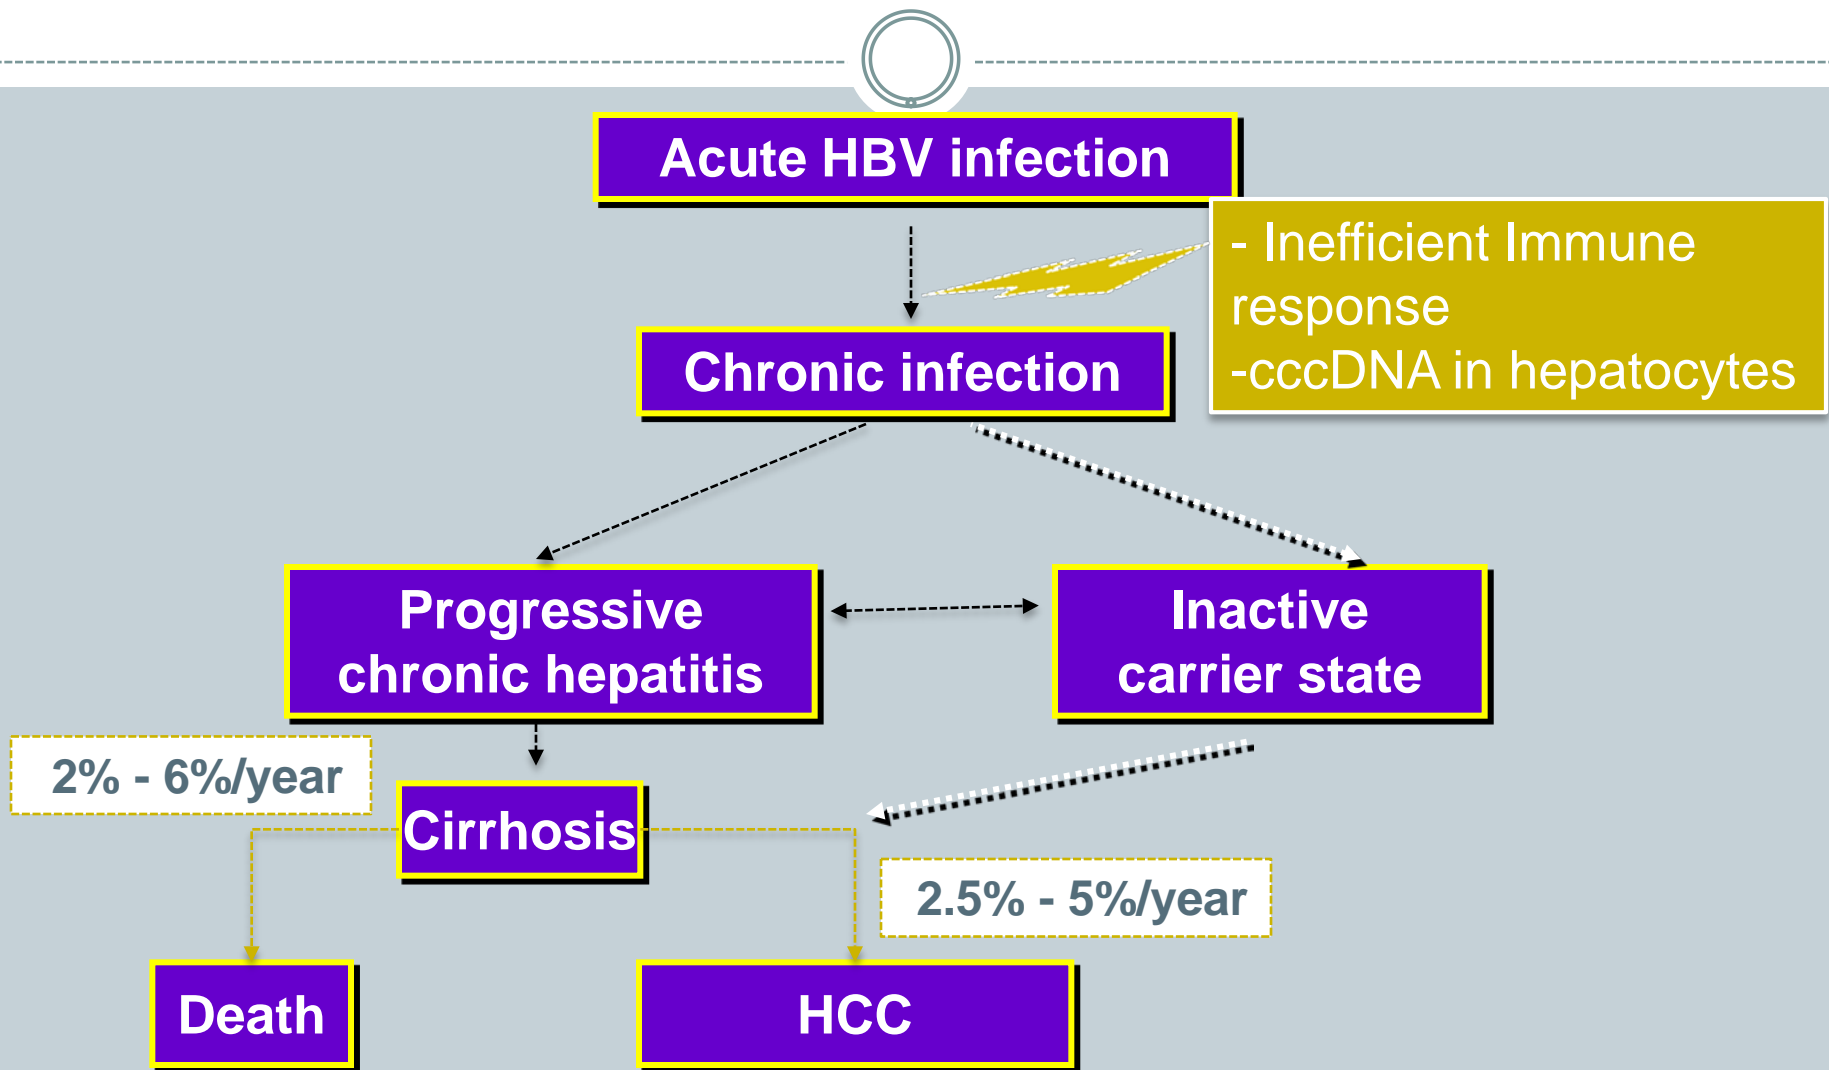 Acute HBV infection
- Inefficient Immune
response
-cccDNA in hepatocytes
Chronic infection
Progressive
chronic hepatitis
Inactive
carrier state
2% - 6%/year
Cirrhosis
2.5% - 5%/year
Death
HCC